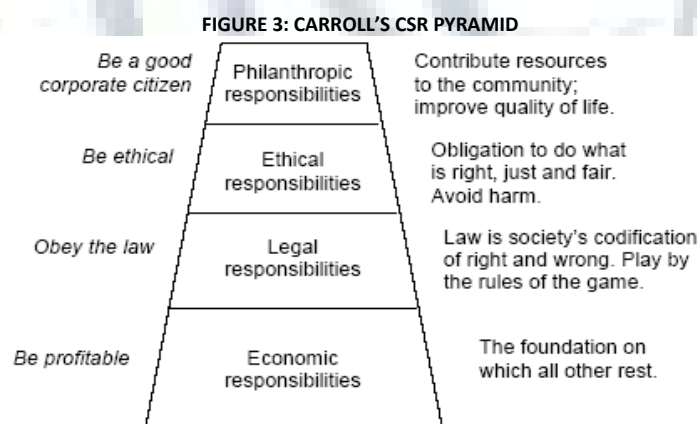 FIGURE 3: CARROLL'S CSR PYRAMID
Be a good
corporate citizen
Philanthropic
responsibilities
Contribute resources
to the community;
improve quality of life.
Be ethical
Ethical
responsibilities
Obligation to do what
is right, just and fair.
Avoid harm.
Obey the law
Legal
responsibilities
Law is society's codification
of right and wrong. Play by
the rules of the game.
Be profitable
Economic
responsibilities
The foundation on
which all other rest.